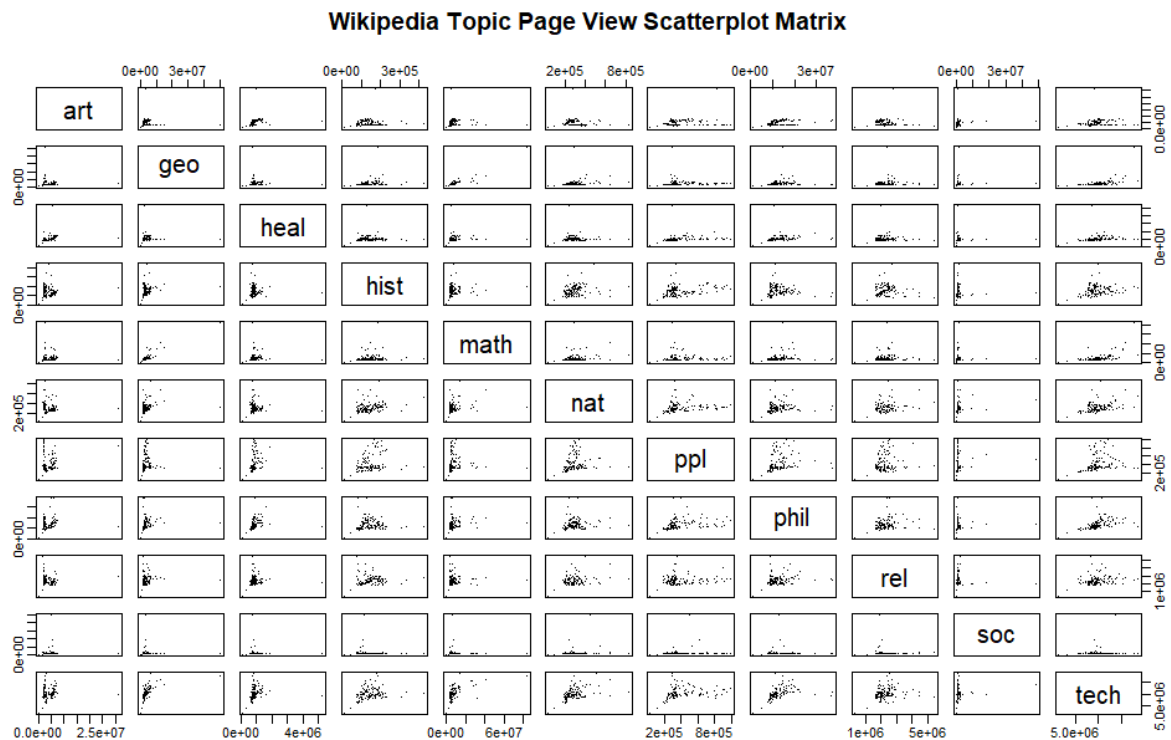 Wikipedia Topic Page View Scatterplot Matrix
0e+00 3e+07 0e+00 3e+05 2e+05 8e+05 0e+00 3e+07 0e+00 3e+07
art 0.0e+00
0e+00 geo
heal 0e+00
0e+00 hist
math 0e+00
2e+05 nat
ppl 2e+05
0e+00 phil
rel 1e+06
0e+00 soc
tech 5.0e+06
0.0e+00 2.5e+07 0e+00 4e+06 0e+00 6e+07 2e+05 8e+05 1e+06 5e+06 5.0e+06